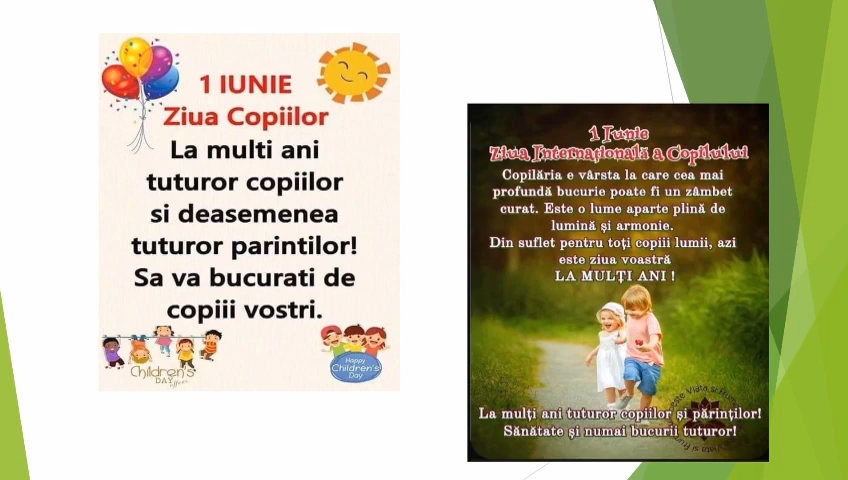 1 IUNIE
Ziua Copiilor
La multi ani
tuturor copiilor
si deasemenea
tuturor parintilor!
Sa va bucurati de
copiii vostri.
Children's
DAY
Happy
Children's
Day
1 Iunie
Ziua Internațională a Copilului
Copilăria e vârsta la care cea mai
profundă bucurie poate fi un zâmbet
curat. Este o lume aparte plină de
lumină și armonie.
Din suflet pentru toți copiii lumii, azi
este ziua voastră
LA MULȚI ANI !
La mulți ani tuturor copiilor și părinților!
Sănătate și numai bucurii tuturor!